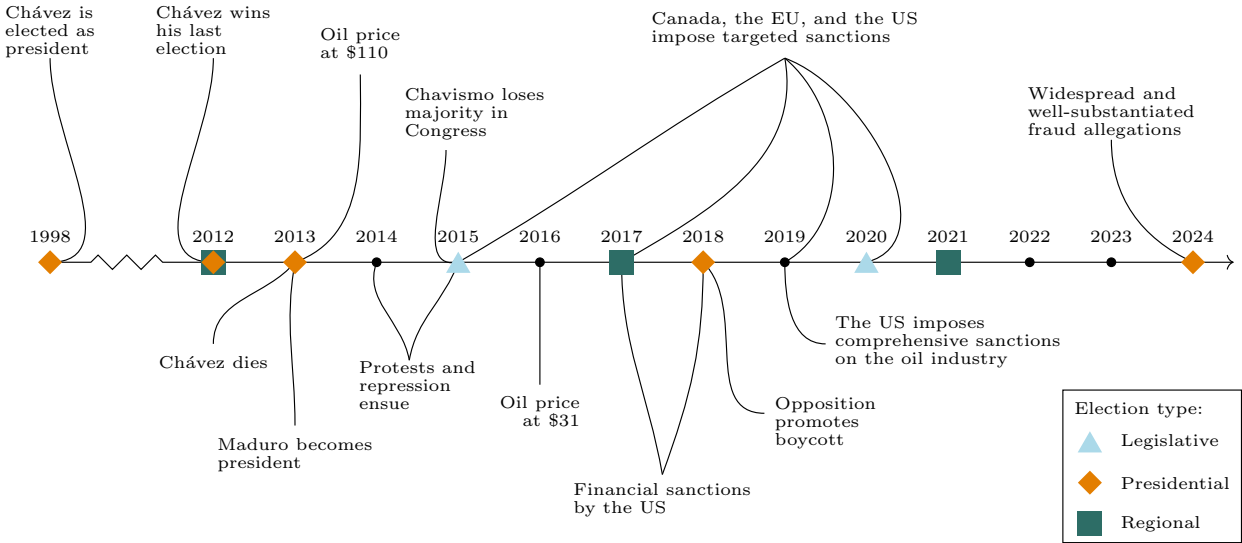 Chávez is
elected as
president
Chávez wins
his last
election
Oil price
at $110
Chavismo loses
majority in
Congress
Canada, the EU, and the US
impose targeted sanctions
Widespread and
well-substantiated
fraud allegations
1998
2012
2013
2014
2015
2016
2017
2018
2019
2020
2021
2022
2023
2024
Chávez dies
Maduro becomes
president
Protests and
repression
ensue
Oil price
at $31
Financial sanctions
by the US
Opposition
promotes
boycott
The US imposes
comprehensive sanctions
on the oil industry
Election type:
Legislative
Presidential
Regional